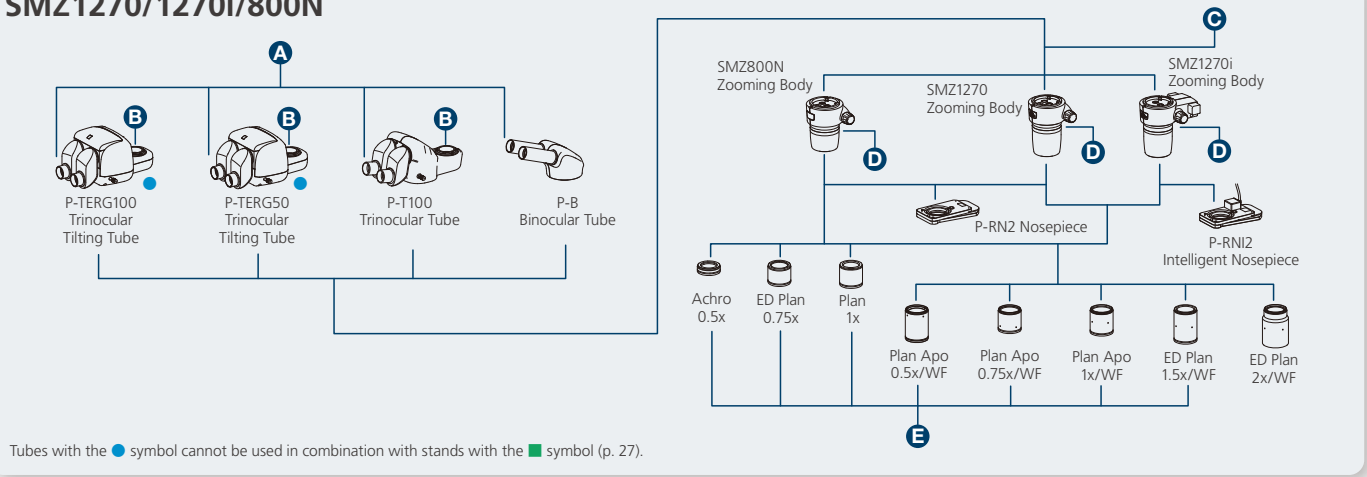 SMZ1270/1270i/800N
A
C
SMZ800N
Zooming Body
SMZ1270
Zooming Body
SMZ1270i
Zooming Body
B
B
B
D
D
D
P-TERG100
Trinocular
Tilting Tube
P-TERG50
Trinocular
Tilting Tube
P-T100
Trinocular Tube
P-B
Binocular Tube
P-RN2 Nosepiece
P-RNI2
Intelligent Nosepiece
Achro
0.5x
ED Plan
0.75x
Plan
1x
Plan Apo
0.5x/WF
Plan Apo
0.75x/WF
Plan Apo
1x/WF
ED Plan
1.5x/WF
ED Plan
2x/WF
E
Tubes with the ● symbol cannot be used in combination with stands with the ■ symbol (p. 27).